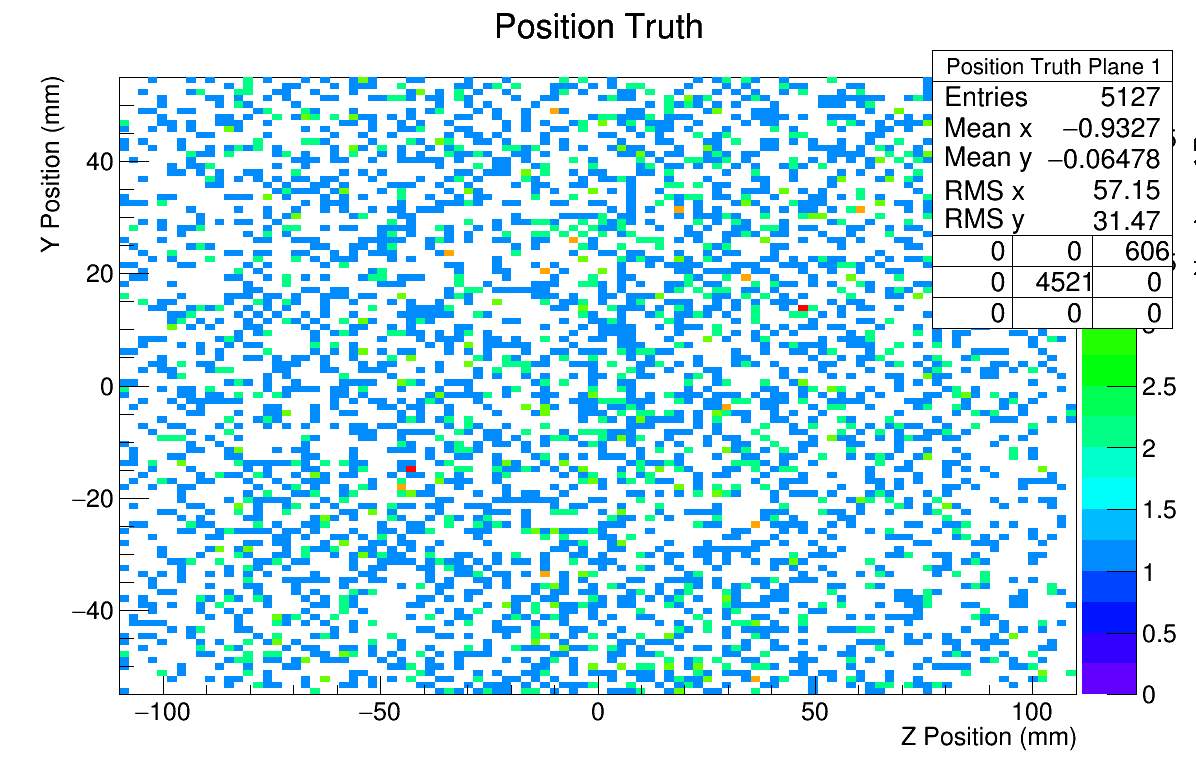 Position Truth
Position Truth Plane 1
Entries 5127
Mean x −0.9327
Mean y −0.06478
RMS x 57.15
RMS y 31.47
0 0 606
0 4521 0
0 0 0
Y Position (mm)
40
20
0
−20
−40
2.5
2
1.5
1
0.5
0
−100 −50 0 50 100
Z Position (mm)